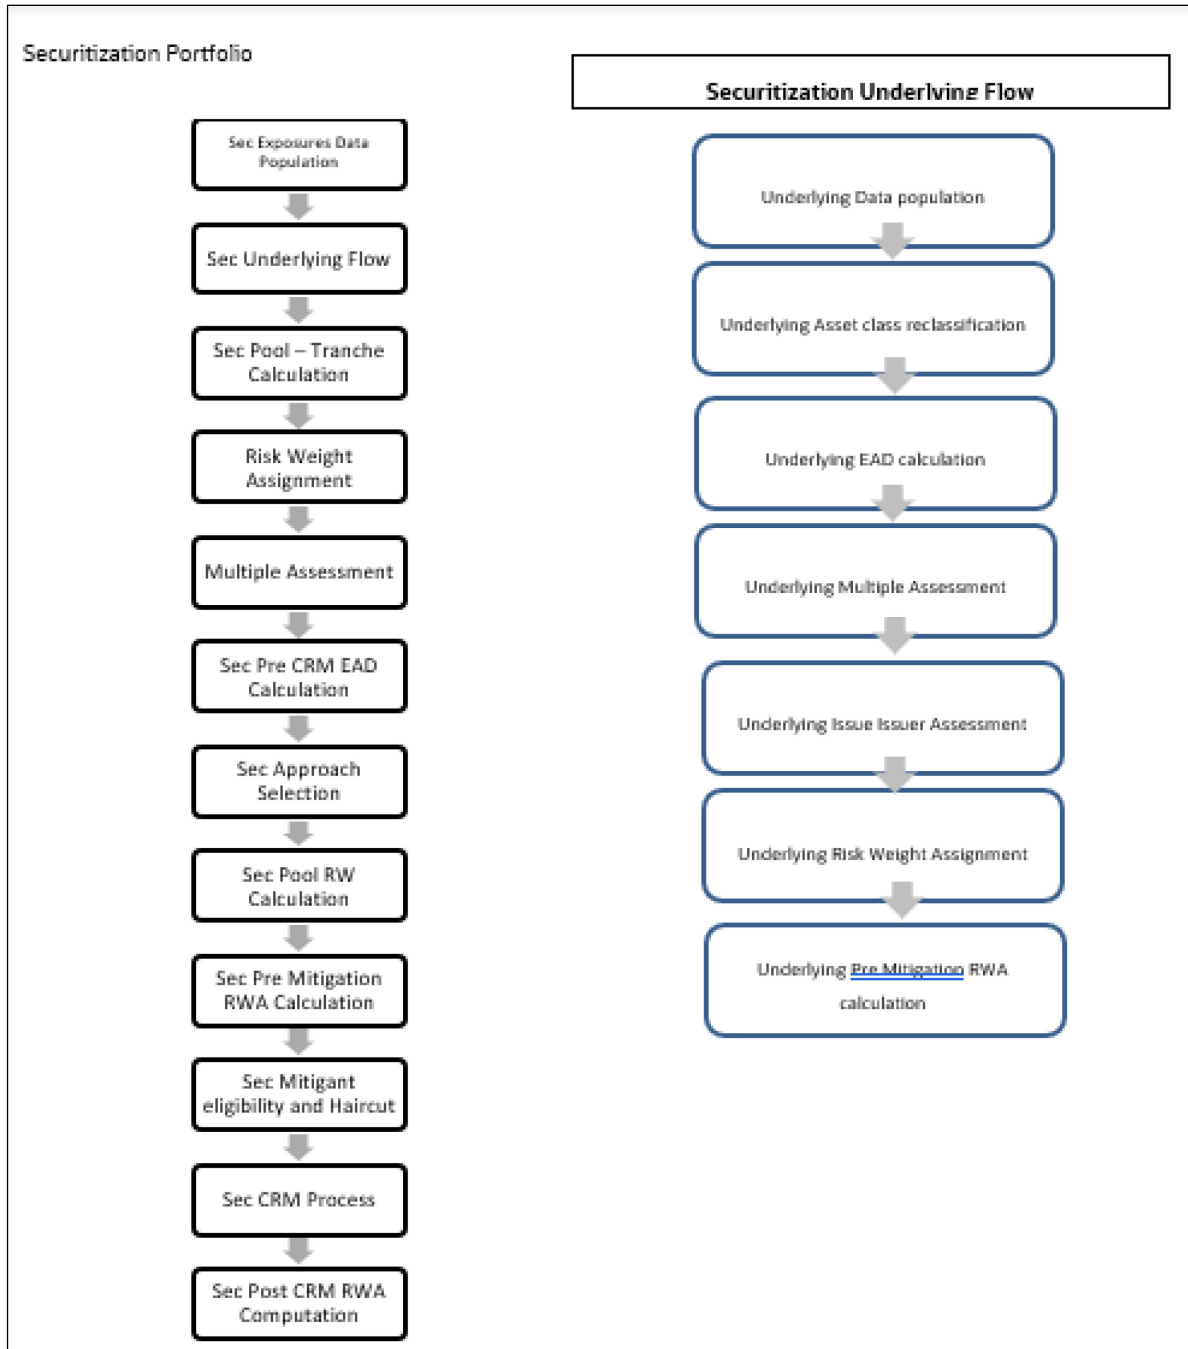 Securitization Portfolio
Sec Exposures Data
Population
Sec Underlying Flow
Sec Pool – Tranche
Calculation
Risk Weight
Assignment
Multiple Assessment
Sec Pre CRM EAD
Calculation
Sec Approach
Selection
Sec Pool RW
Calculation
Sec Pre Mitigation
RWA Calculation
Sec Mitigant
eligibility and Haircut
Sec CRM Process
Sec Post CRM RWA
Computation
Securitization Underlying Flow
Underlying Data population
Underlying Asset class reclassification
Underlying EAD calculation
Underlying Multiple Assessment
Underlying Issue Issuer Assessment
Underlying Risk Weight Assignment
Underlying Pre Mitigation RWA
calculation